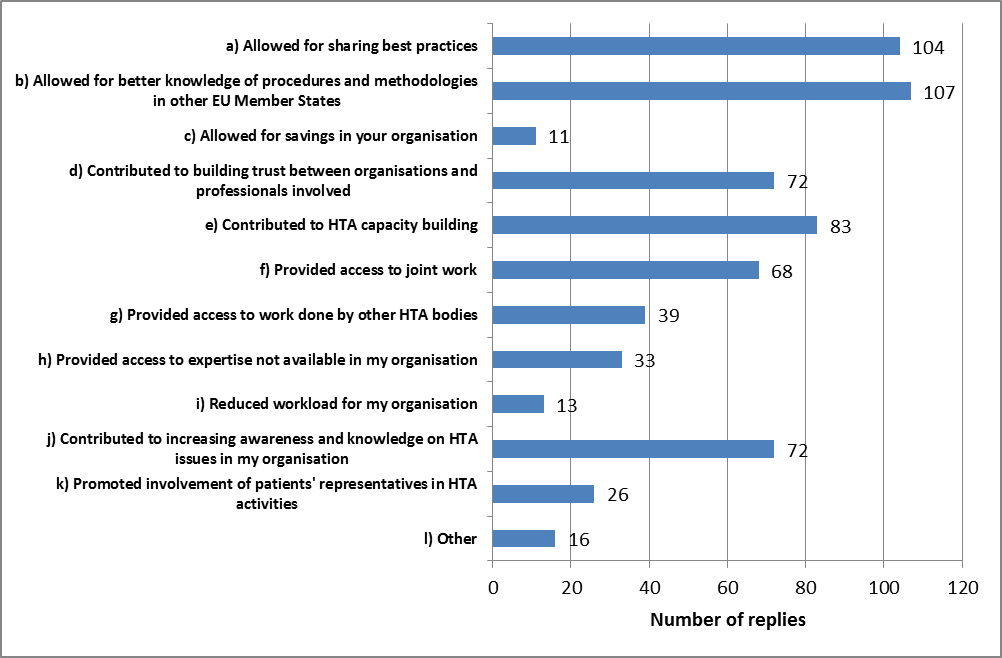 a) Allowed for sharing best practices
104
b) Allowed for better knowledge of procedures and methodologies
in other EU Member States
107
c) Allowed for savings in your organisation
11
d) Contributed to building trust between organisations and
professionals involved
72
e) Contributed to HTA capacity building
83
f) Provided access to joint work
68
g) Provided access to work done by other HTA bodies
39
h) Provided access to expertise not available in my organisation
33
i) Reduced workload for my organisation
13
j) Contributed to increasing awareness and knowledge on HTA
issues in my organisation
72
k) Promoted involvement of patients' representatives in HTA
activities
26
l) Other
16
0 20 40 60 80 100 120
Number of replies